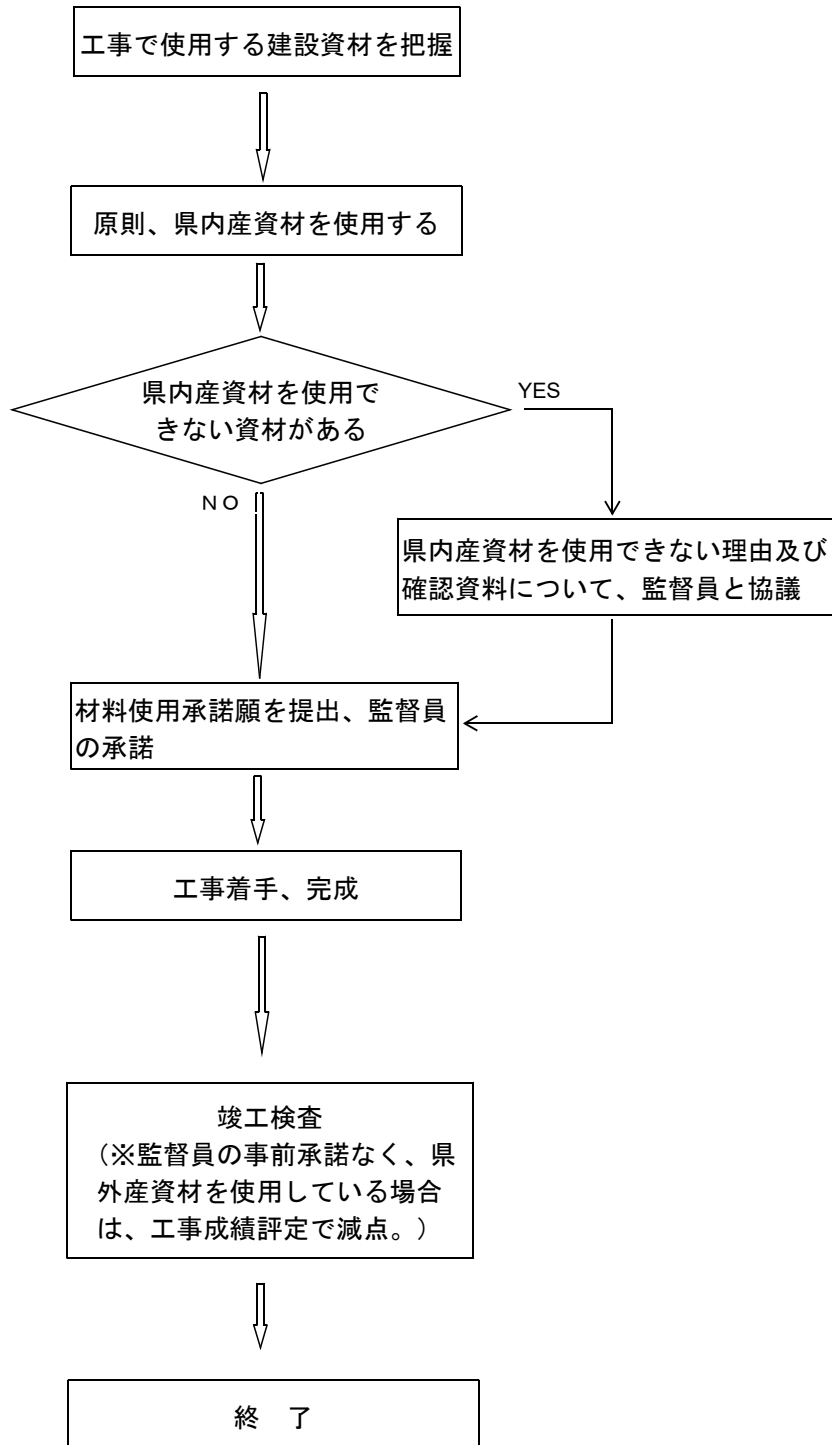 工事で使用する建設資材を把握
原則、県内産資材を使用する
県内産資材を使用で
きない資材がある
YES
ＮＯ
県内産資材を使用できない理由及び
確認資料について、監督員と協議
材料使用承諾願を提出、監督員
の承諾
工事着手、完成
竣工検査
（※監督員の事前承諾なく、県
外産資材を使用している場合
は、工事成績評定で減点。）
終　了